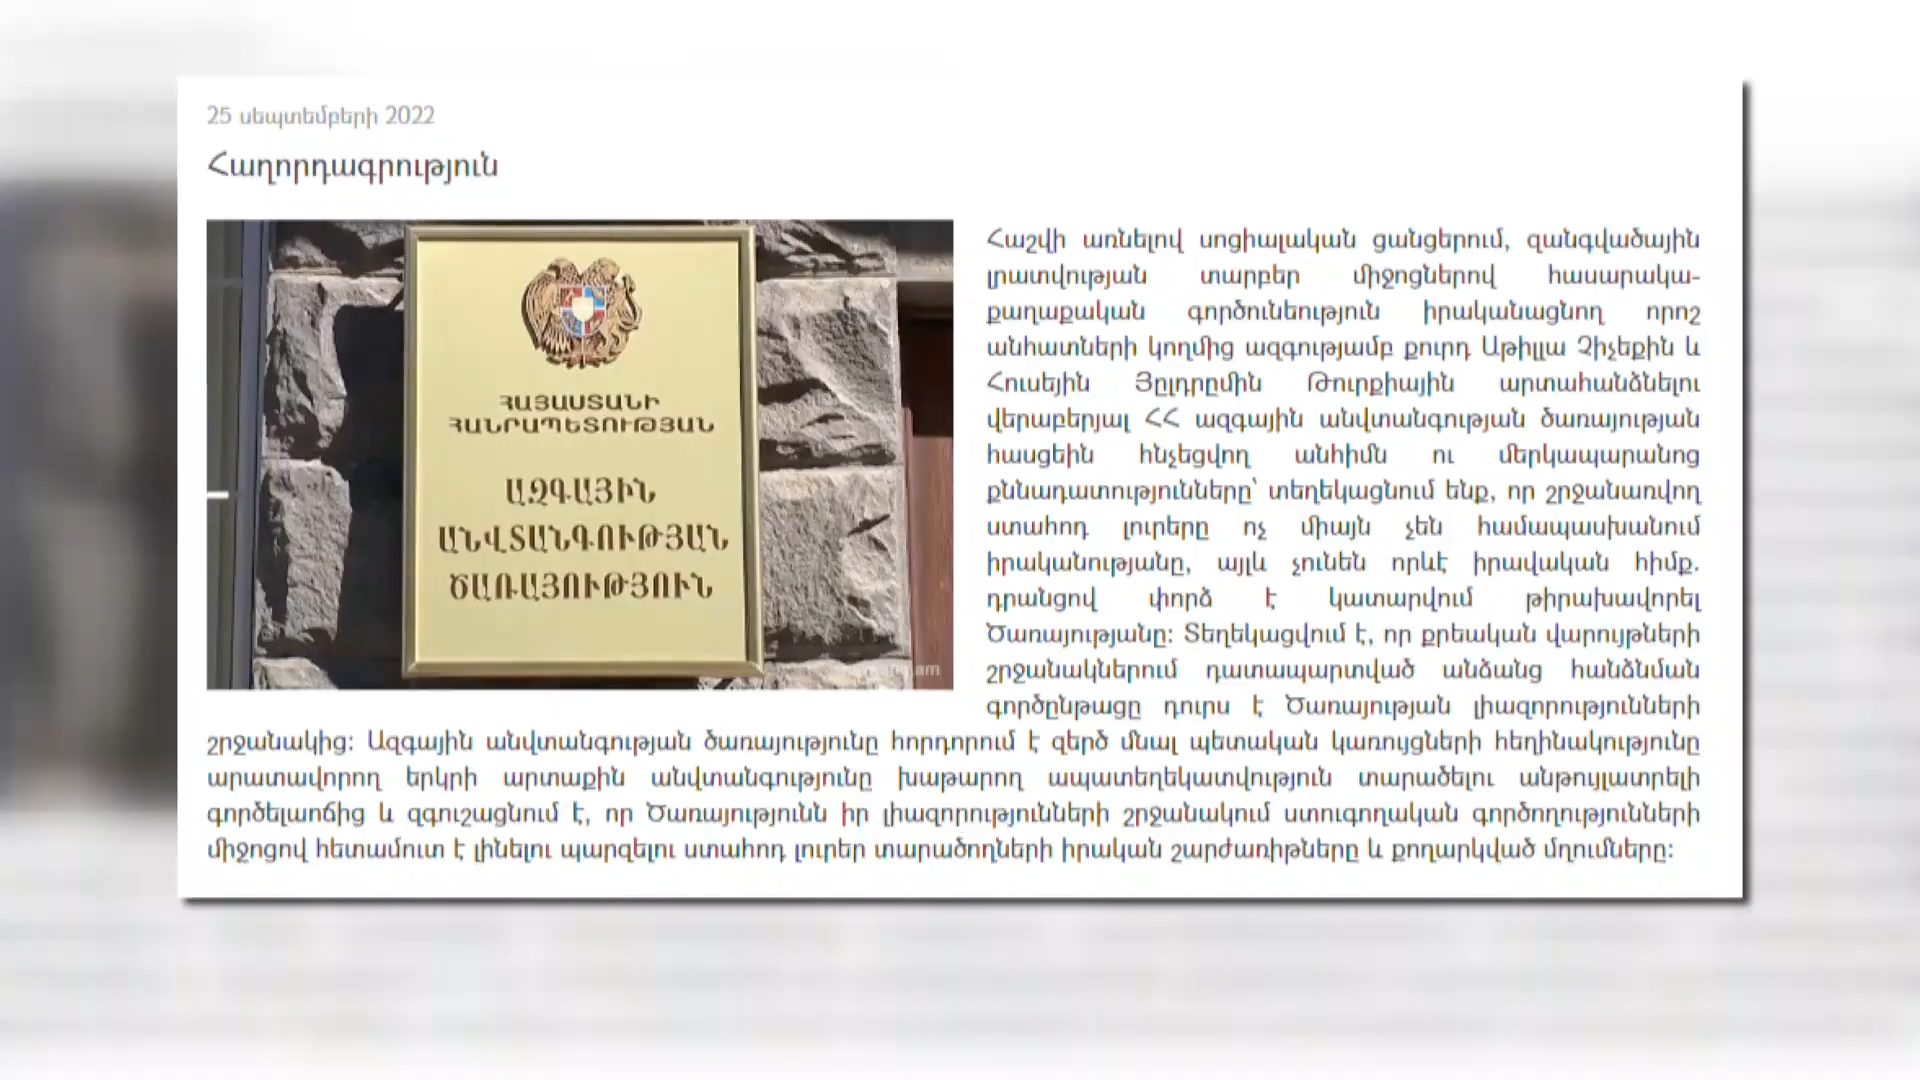 25 սեպտեմբերի 2022
Հաղորդագրություն
ՀԱՅԱՍՏԱՆԻ
ՀԱՆՐԱՊԵՏՈՒԹՅԱՆ
ԱԶԳԱՅԻՆ
ԱՆՎՏԱՆԳՈՒԹՅԱՆ
ԾԱՌԱՅՈՒԹՅՈՒՆ
Հաշվի առնելով սոցիալական ցանցերում, զանգվածային
լրատվության տարբեր միջոցներով հասարակա-
քաղաքական գործունեություն իրականացնող որոշ
անհատների կողմից ազգությամբ քուրդ Աթիլլա Չիչեքին և
Հուսեյին Յըլդրըմին Թուրքիային արտահանձնելու
վերաբերյալ ՀՀ ազգային անվտանգության ծառայության
հասցեին հնչեցվող անհիմն ու մերկապարանոց
քննադատությունները՝ տեղեկացնում ենք, որ շրջանառվող
ստահոդ լուրերը ոչ միայն չեն համապասխանում
իրականությանը, այլև չունեն որևէ իրավական հիմք.
դրանցով փորձ է կատարվում թիրախավորել
Ծառայությանը: Տեղեկացվում է, որ քրեական վարույթների
շրջանակներում դատապարտված անձանց հանձնման
գործընթացը դուրս է Ծառայության լիազորությունների
շրջանակից: Ազգային անվտանգության ծառայությունը հորդորում է զերծ մնալ պետական կառույցների հեղինակությունը
արատավորող երկրի արտաքին անվտանգությունը խաթարող ապատեղեկատվություն տարածելու անթույլատրելի
գործելաոճից և զգուշացնում է, որ Ծառայությունն իր լիազորությունների շրջանակում ստուգողական գործողությունների
միջոցով հետամուտ է լինելու պարզելու ստահոդ լուրեր տարածողների իրական շարժառիթները և քողարկված մղումները: